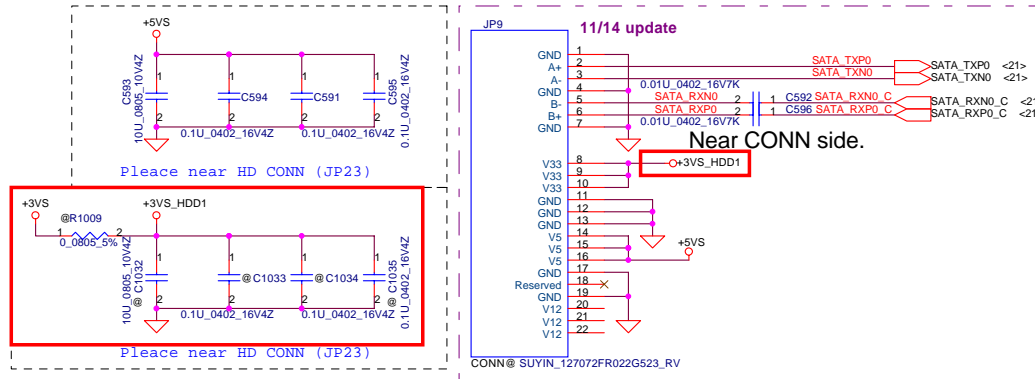 +5VS
1
2
C593
10U_0805_10V4Z
1
2
C594
0.1U_0402_16V4Z
1
2
C591
0.1U_0402_16V4Z
1
2
C595
0.1U_0402_16V4Z
Pleace near HD CONN (JP23)
+3VS
@R1009
1
2
0_0805_5%
+3VS_HDD1
1
2
@ C1032
10U_0805_10V4Z
1
2
@ C1033
0.1U_0402_16V4Z
1
2
@ C1034
0.1U_0402_16V4Z
1
2
@ C1035
0.1U_0402_16V4Z
Pleace near HD CONN (JP23)
JP9
11/14 update
GND 1
A+ 2 SATA_TXP0 SATA_TXP0 <21>
A- 3 SATA_TXN0 SATA_TXN0 <21>
GND 4 0.01U_0402_16V7K
B- 5 SATA_RXN0 2 1 C592 SATA_RXN0_C SATA_RXN0_C <21
B+ 6 SATA_RXP0 2 1 C596 SATA_RXP0_C SATA_RXP0_C <21
GND 7 0.01U_0402_16V7K
Near CONN side.
V33 8 +3VS_HDD1
V33 9
V33 10
GND 11
GND 12
GND 13
V5 14
V5 15
V5 16 +5VS
GND 17
Reserved 18
GND 19
V12 20
V12 21
V12 22
CONN@ SUYIN_127072FR022G523_RV